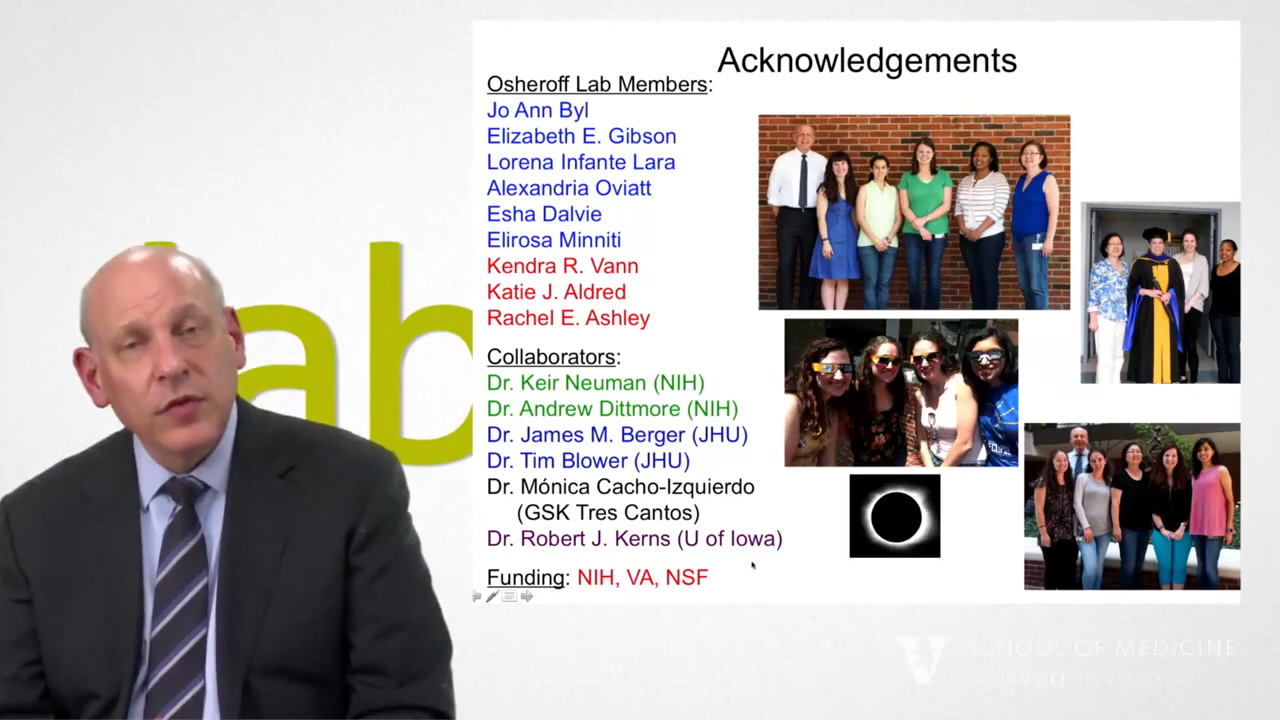 Acknowledgements
Osheroff Lab Members:
Jo Ann Byl
Elizabeth E. Gibson
Lorena Infante Lara
Alexandria Oviatt
Esha Dalvie
Elirosa Minniti
Kendra R. Vann
Katie J. Aldred
Rachel E. Ashley
Collaborators:
Dr. Keir Neuman (NIH)
Dr. Andrew Dittmore (NIH)
Dr. James M. Berger (JHU)
Dr. Tim Blower (JHU)
Dr. Mónica Cacho-Izquierdo
(GSK Tres Cantos)
Dr. Robert J. Kerns (U of Iowa)
Funding: NIH, VA, NSF
lab
V SCHOOL OF MEDICINE
VANDERBILT UNIVERSITY